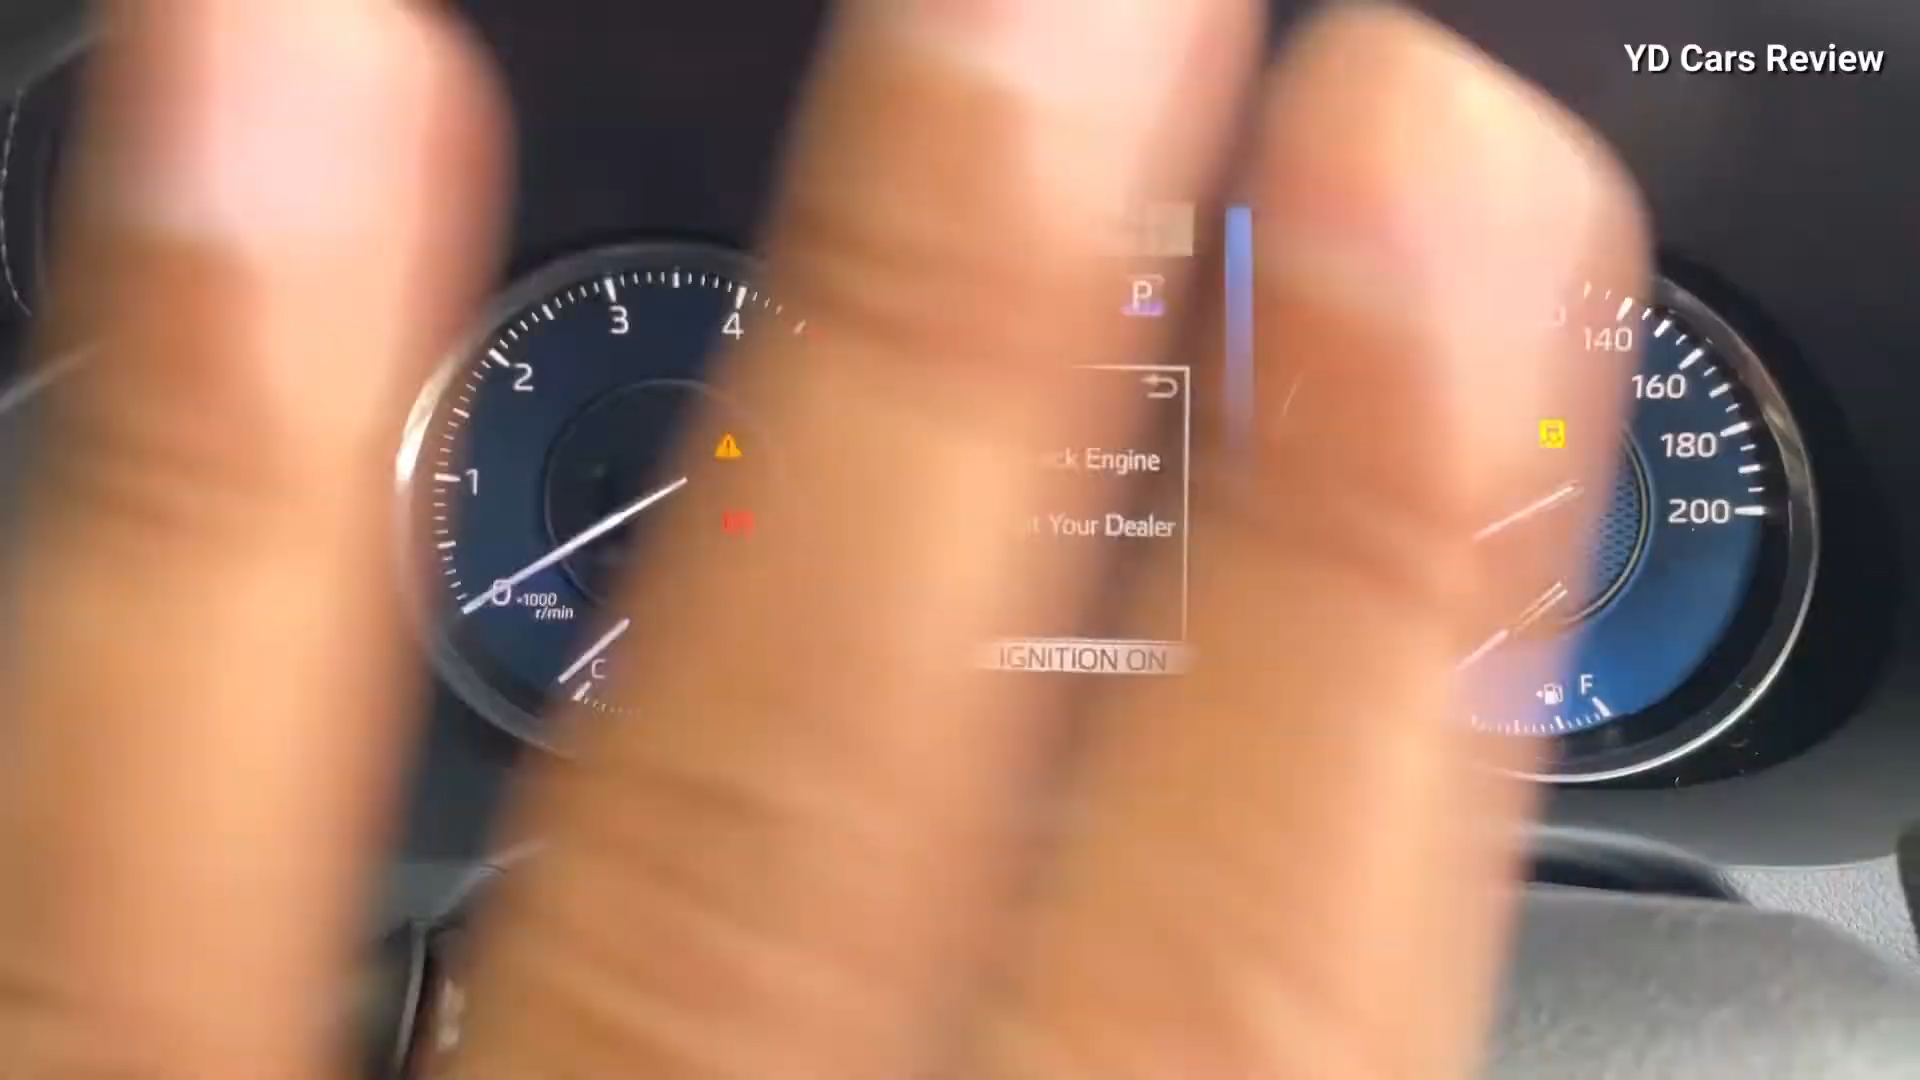 YD Cars Review
P
3
4
2
140
160
Engine
180
1
200
Your Dealer
0 ×1000
r/min
IGNITION ON
C
F